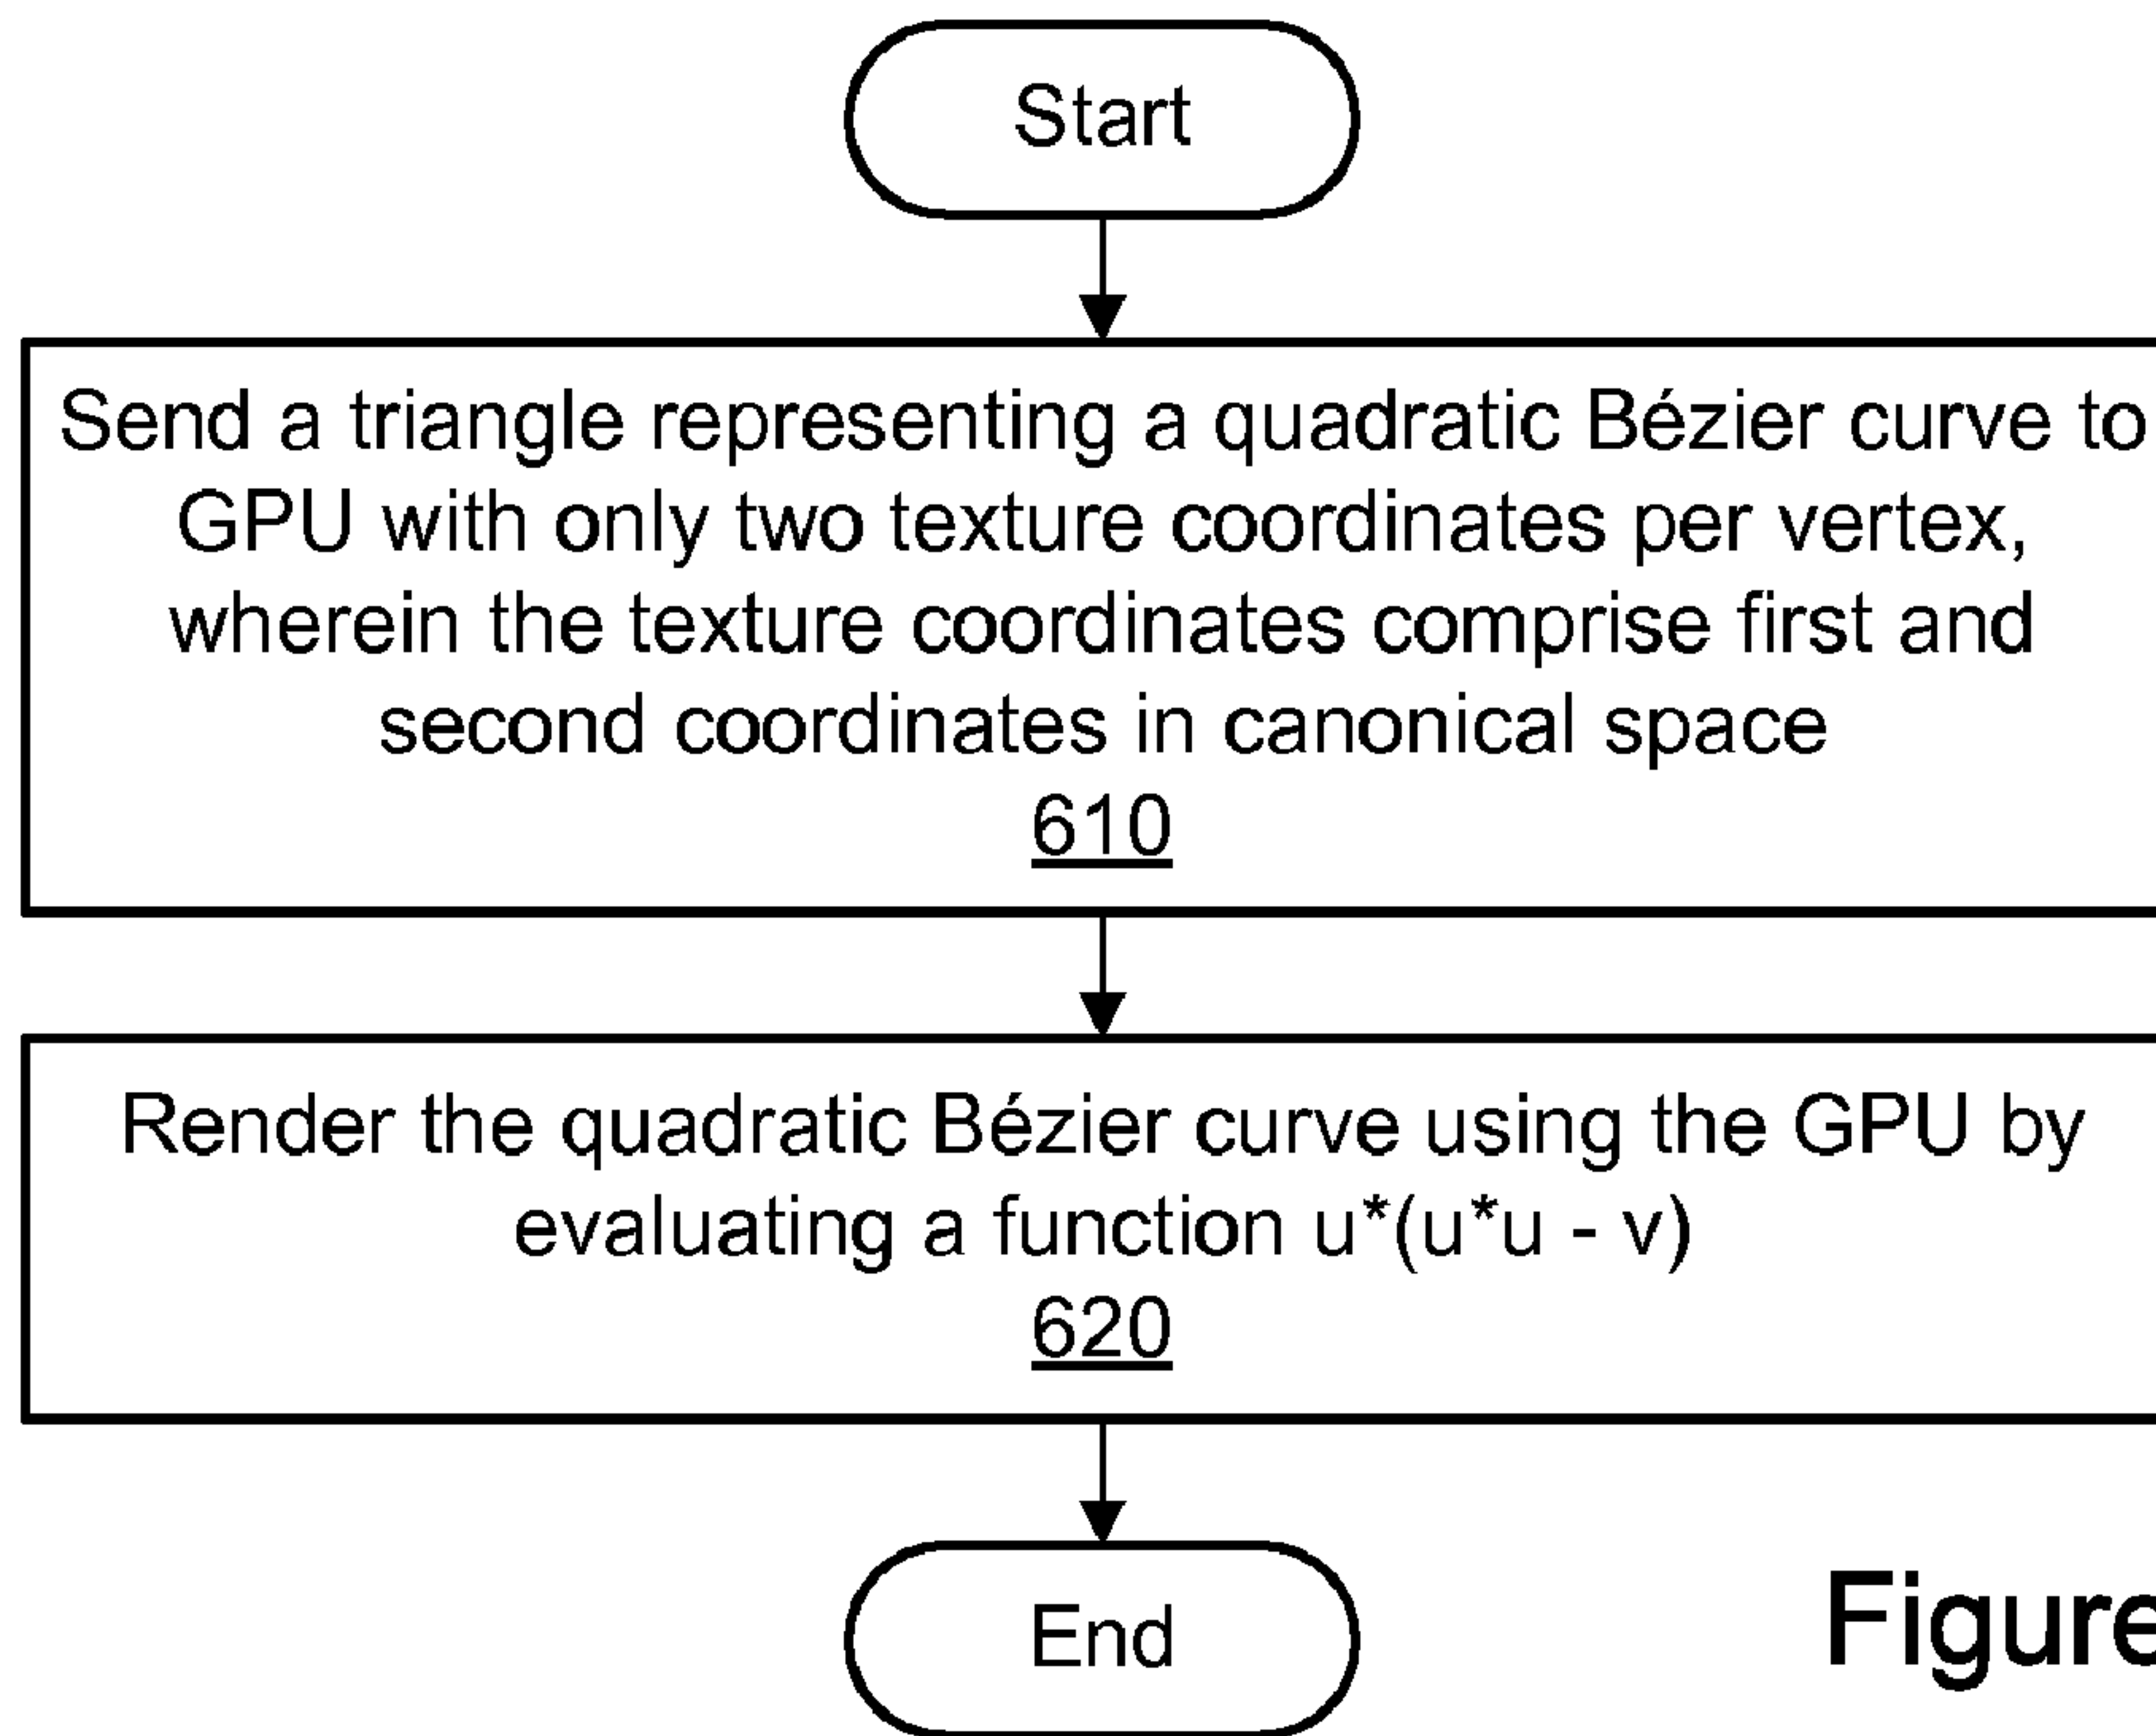 Start
Send a triangle representing a quadratic Bézier curve to
GPU with only two texture coordinates per vertex,
wherein the texture coordinates comprise first and
second coordinates in canonical space
610
Render the quadratic Bézier curve using the GPU by
evaluating a function u*(u*u - v)
620
End
Figure